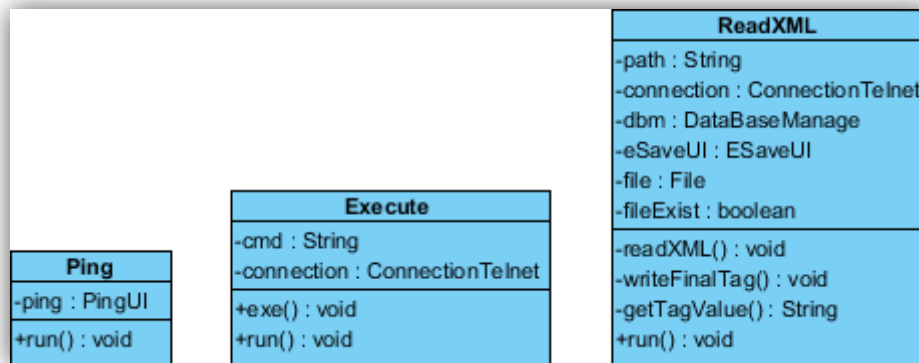 Ping
-ping : PingUI
+run() : void
Execute
-cmd : String
-connection : ConnectionTelnet
+exe() : void
+run() : void
ReadXML
-path : String
-connection : ConnectionTelnet
-dbm : DataBaseManage
-eSaveUI : ESaveUI
-file : File
-fileExist : boolean
-readXML() : void
-writeFinalTag() : void
-getTagValue() : String
+run() : void